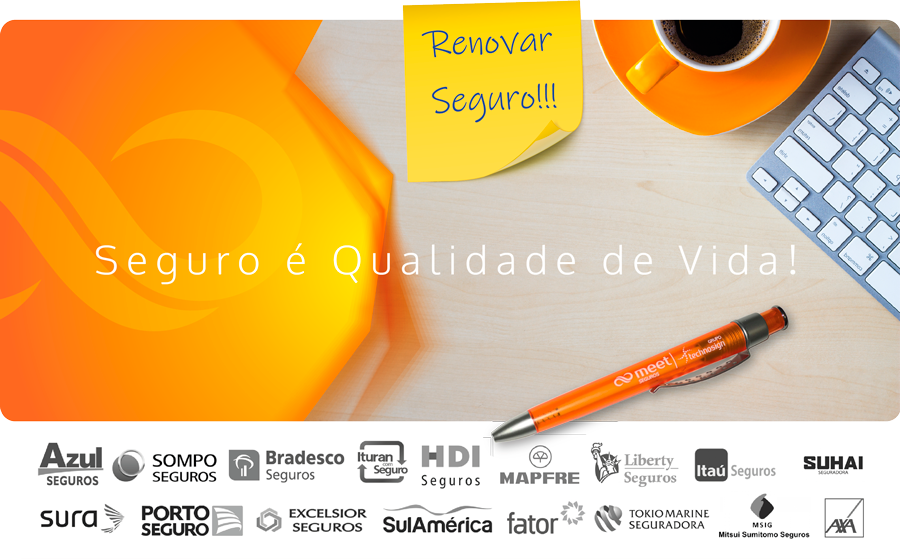 Renovar
Seguro!!!
Seguro é Qualidade de Vida!
meet
SEGUROS
GRUPO
technosign
Azul
SEGUROS
SOMPO
SEGUROS
Bradesco
Seguros
Ituran
com
Seguro
HDI
Seguros
MAPFRE
Liberty
Seguros
Itaú
Seguros
SUHAI
SEGURADORA
sura
PORTO
SEGURO
EXCELSIOR
SEGUROS
SulAmérica
fator
TOKIO MARINE
SEGURADORA
MSIG
Mitsui Sumitomo Seguros
AXA